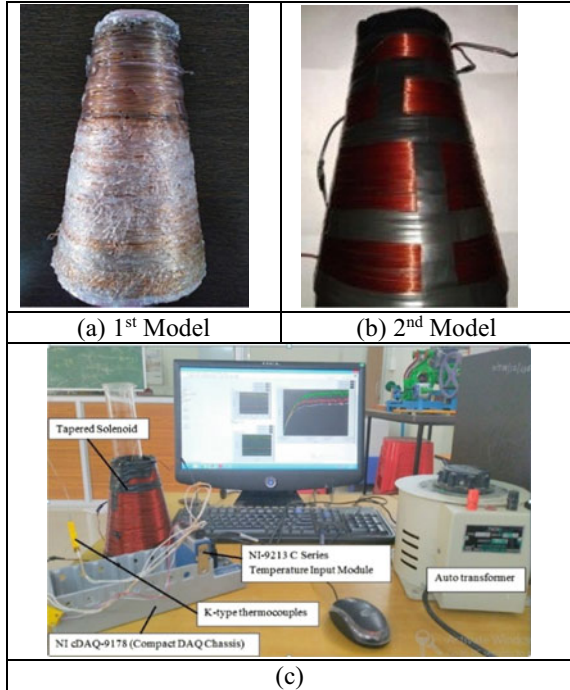 (a) 1st Model
(b) 2nd Model
Tapered Solenoid
NI-9213 C Series
Temperature Input Module
Auto transformer
K-type thermocouples
NI cDAQ-9178 (Compact DAQ Chassis)
(c)